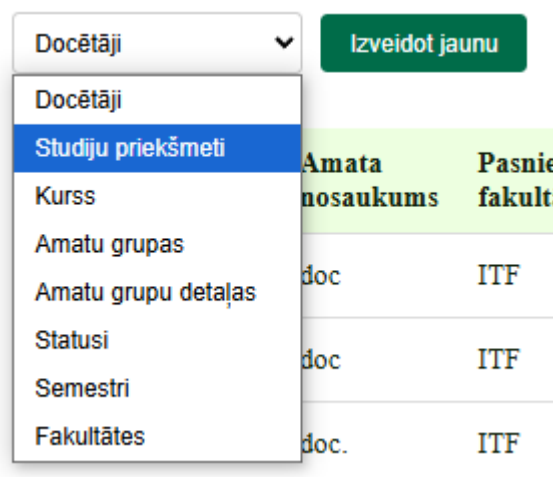 Docētāji
Izveidot jaunu
Docētāji
Studiju priekšmeti
Kurss
Amatu grupas
Amatu grupu detaļas
Statusi
Semestri
Fakultātes
Amata
nosaukums
doc
ITF
doc
ITF
doc.
ITF